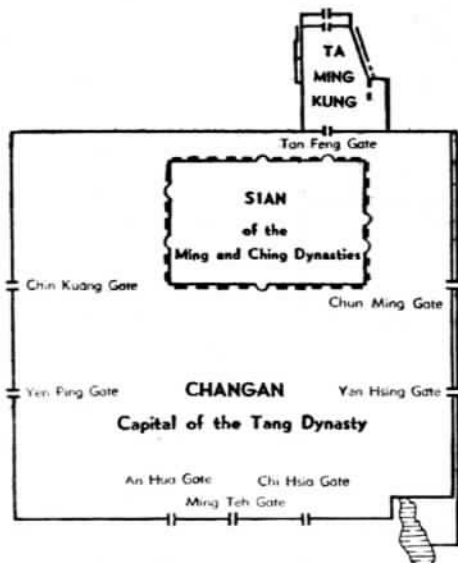 TA
MING
KUNG
Tan Feng Gate
SIAN
of the
Ming and Ching Dynasties
Chin Kuang Gate
Chun Ming Gate
Yen Ping Gate
CHANGAN
Yan Hsing Gate
Capital of the Tang Dynasty
An Hua Gate
Chi Hsia Gate
Ming Teh Gate